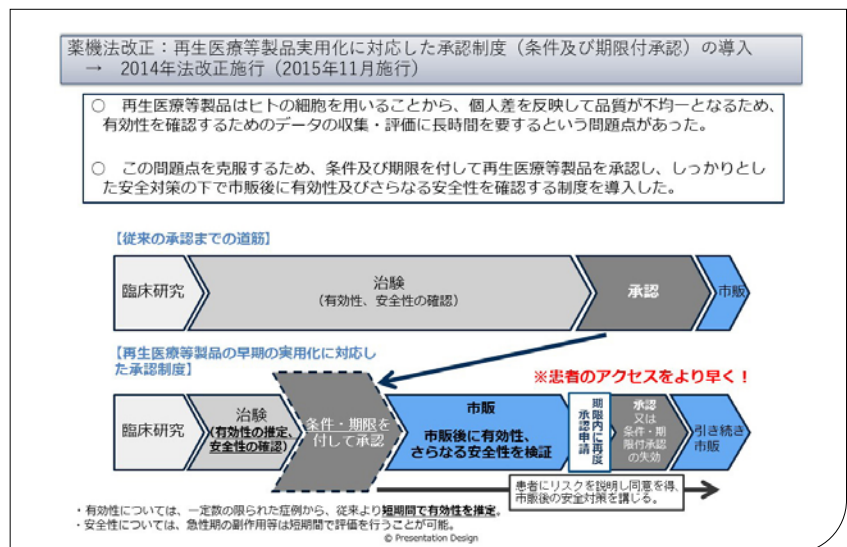 薬機法改正：再生医療等製品実用化に対応した承認制度（条件及び期限付承認）の導入
→ 2014年法改正施行（2015年11月施行）
○ 再生医療等製品はヒトの細胞を用いることから、個人差を反映して品質が不均一となるため、
有効性を確認するためのデータの収集・評価に長時間を要するという問題点があった。
○ この問題点を克服するため、条件及び期限を付して再生医療等製品を承認し、しっかりとし
た安全対策の下で市販後に有効性及びさらなる安全性を確認する制度を導入した。
【従来の承認までの道筋】
臨床研究
治験
（有効性、安全性の確認）
承認
市販
【再生医療等製品の早期の実用化に対応し
た承認制度】
※患者のアクセスをより早く！
臨床研究
治験
（有効性の推定、
安全性の確認）
条件・期限を
付して承認
市販
市販後に有効性、
さらなる安全性を検証
期限内に再度
承認申請
承認
又は
条件・期
限付承認
の失効
引き続き
市販
患者にリスクを説明し同意を得、
市販後の安全対策を講じる。
・有効性については、一定数の限られた症例から、従来より短期間で有効性を推定。
・安全性については、急性期の副作用等は短期間で評価を行うことが可能。
© Presentation Design